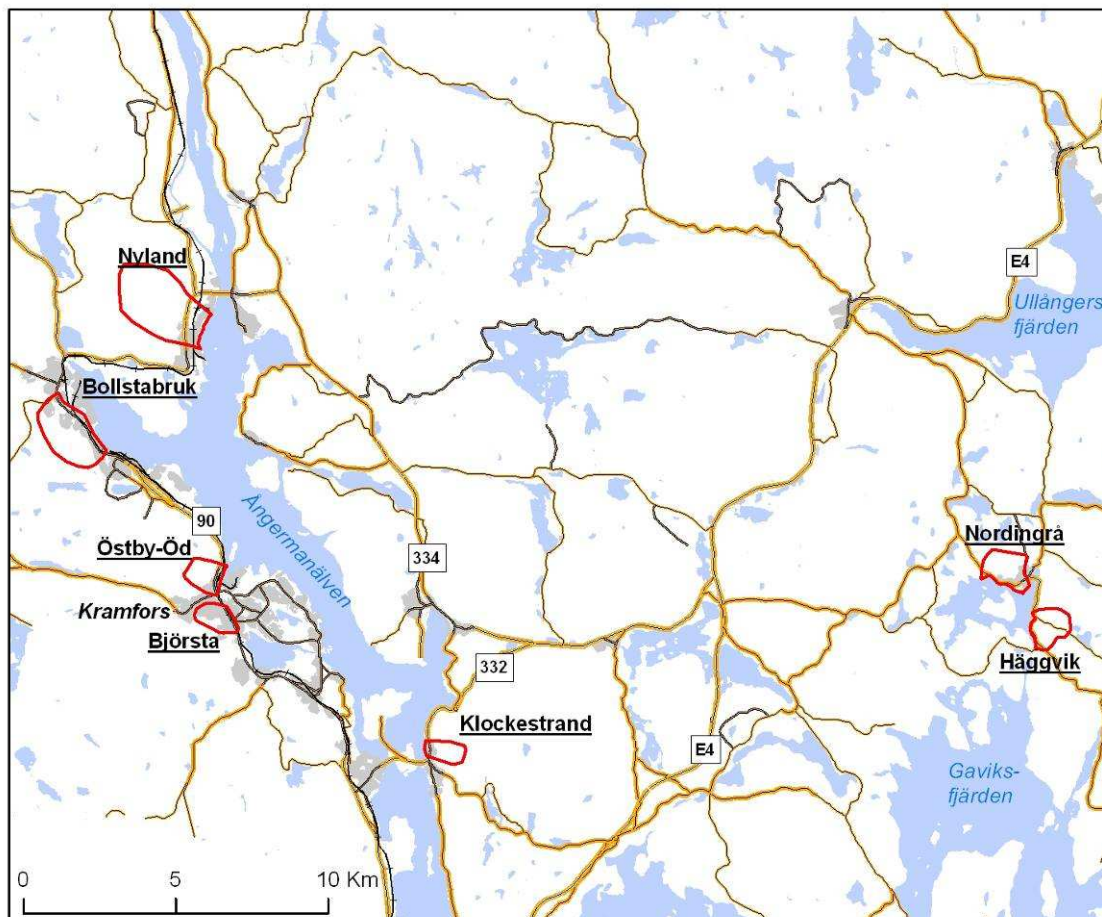 Nyland
E4
Ullångers
fjärden
Bollstabruk
Ångermanälven
90
Östby-Öd
334
Nordingrå
Kramfors
Björsta
332
Häggvik
Klockestrand
E4
Gaviks-
fjärden
0 5 10 Km